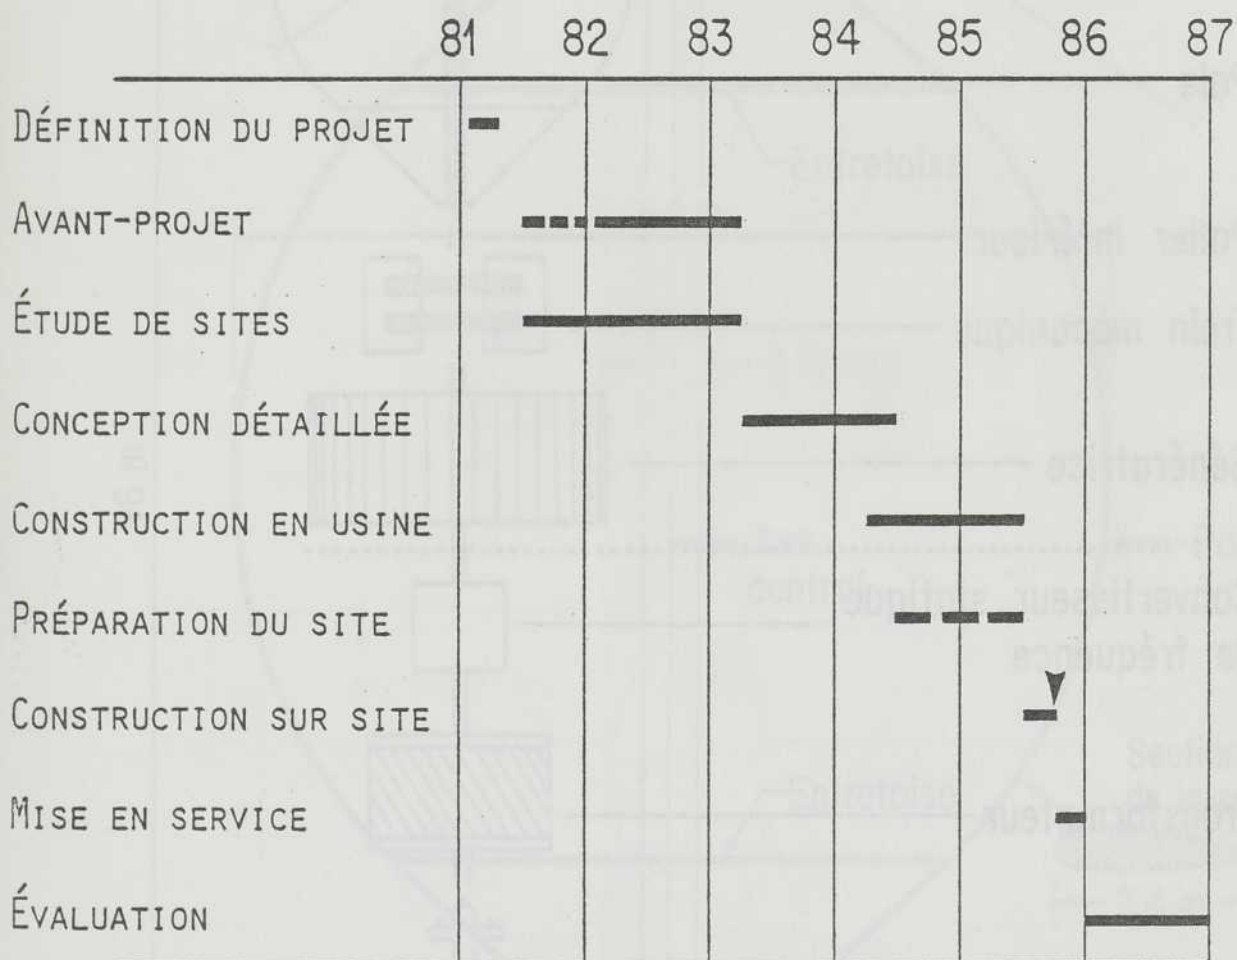 81 82 83 84 85 86 87
DÉFINITION DU PROJET
AVANT-PROJET
ÉTUDE DE SITES
CONCEPTION DÉTAILLÉE
CONSTRUCTION EN USINE
PRÉPARATION DU SITE
CONSTRUCTION SUR SITE
MISE EN SERVICE
ÉVALUATION